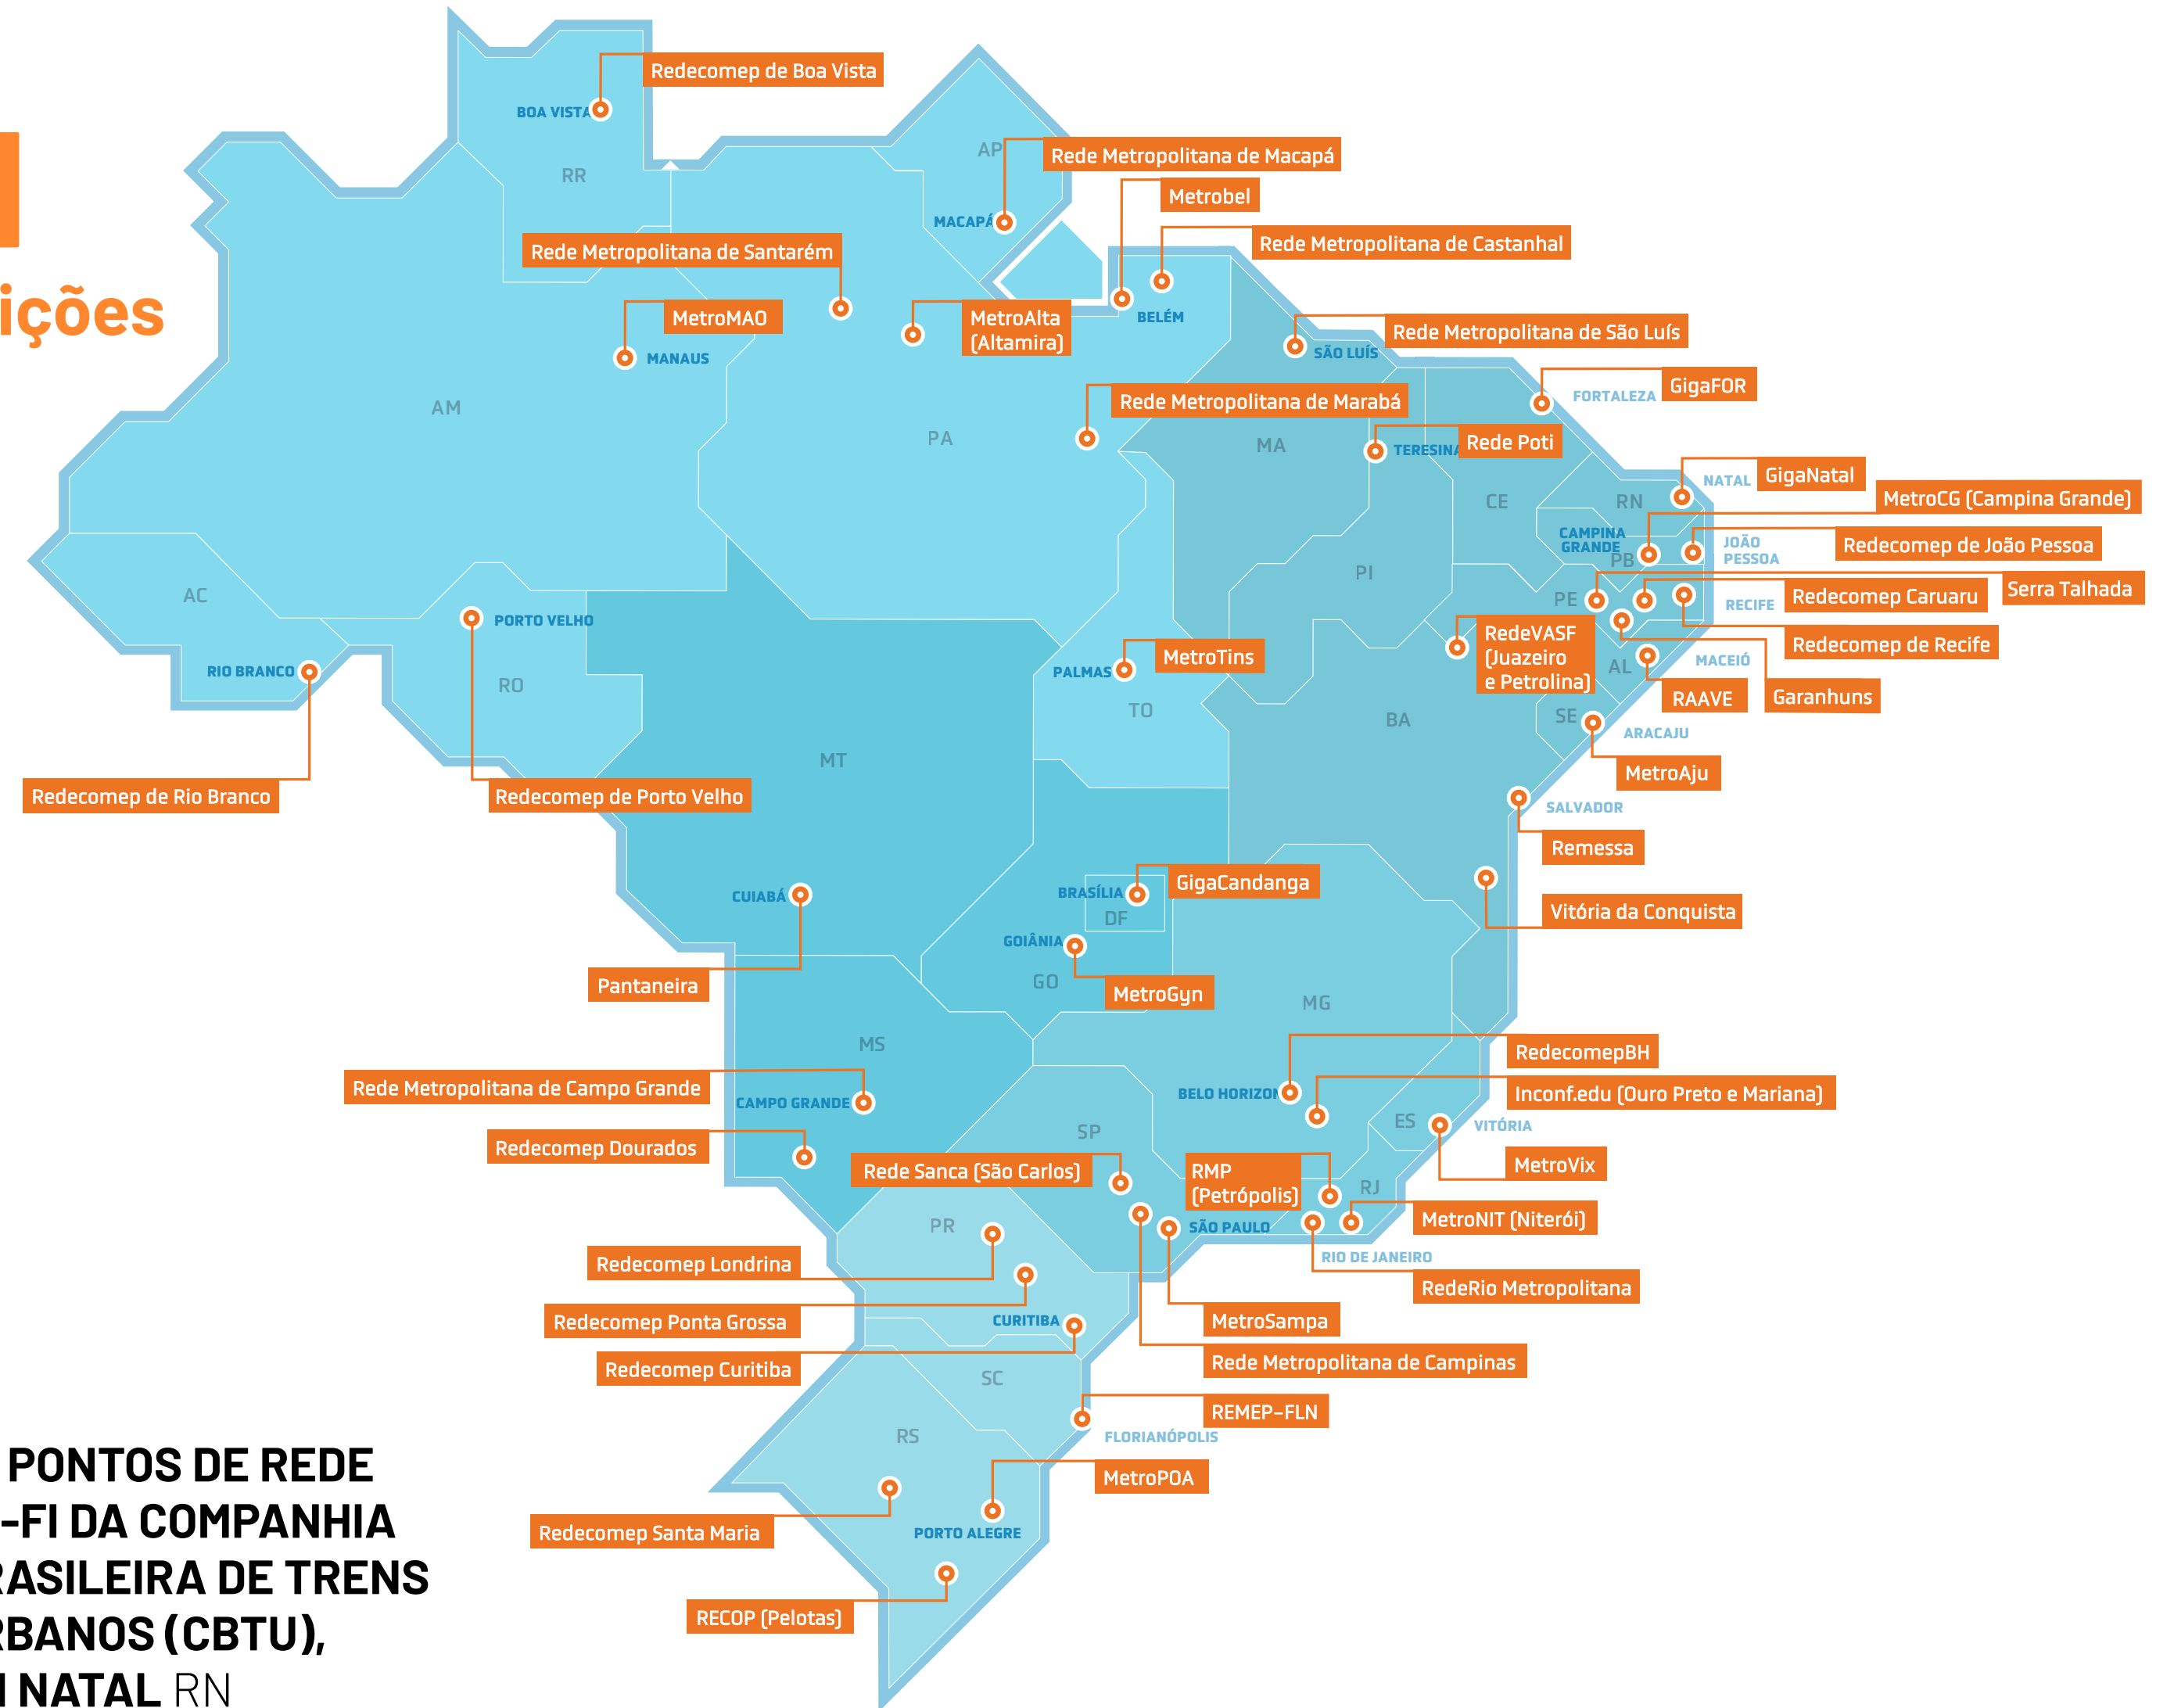 Redecomep de Boa Vista
BOA VISTA
RR
AP
Rede Metropolitana de Macapá
Metrobel
MACAPÁ
Rede Metropolitana de Castanhal
Rede Metropolitana de Santarém
MetroMAO
MetroAlta
(Altamira)
BELÉM
ições
MANAUS
Rede Metropolitana de São Luís
SÃO LUÍS
GigaFOR
FORTALEZA
AM
PA
Rede Metropolitana de Marabá
MA
TERESINA
Rede Poti
NATAL
GigaNatal
CE
RN
MetroCG (Campina Grande)
CAMPINA
GRANDE
PB
JOÃO
PESSOA
Redecomep de João Pessoa
PI
AC
PE
RECIFE
Redecomep Caruaru
Serra Talhada
PORTO VELHO
RedeVASF
(Juazeiro
e Petrolina)
Redecomep de Recife
RIO BRANCO
RO
PALMAS
MetroTins
AL
MACEIÓ
TO
RAAVE
Garanhuns
BA
SE
ARACAJU
MT
MetroAju
Redecomep de Rio Branco
Redecomep de Porto Velho
SALVADOR
Remessa
CUIABÁ
BRASÍLIA
GigaCandanga
DF
Vitória da Conquista
GOIÂNIA
Pantaneira
GO
MetroGyn
MG
MS
RedecomepBH
Rede Metropolitana de Campo Grande
CAMPO GRANDE
BELO HORIZON
Inconf.edu (Ouro Preto e Mariana)
SP
ES
VITÓRIA
Redecomep Dourados
Rede Sanca (São Carlos)
RMP
(Petrópolis)
MetroVix
RJ
PR
SÃO PAULO
MetroNIT (Niterói)
Redecomep Londrina
RIO DE JANEIRO
RedeRio Metropolitana
Redecomep Ponta Grossa
CURITIBA
MetroSampa
Redecomep Curitiba
Rede Metropolitana de Campinas
SC
REMEP-FLN
RS
FLORIANÓPOLIS
MetroPOA
Redecomep Santa Maria
PORTO ALEGRE
RECOP (Pelotas)
PONTOS DE REDE
-FI DA COMPANHIA
RASILEIRA DE TRENS
RBANOS (CBTU),
NATAL RN